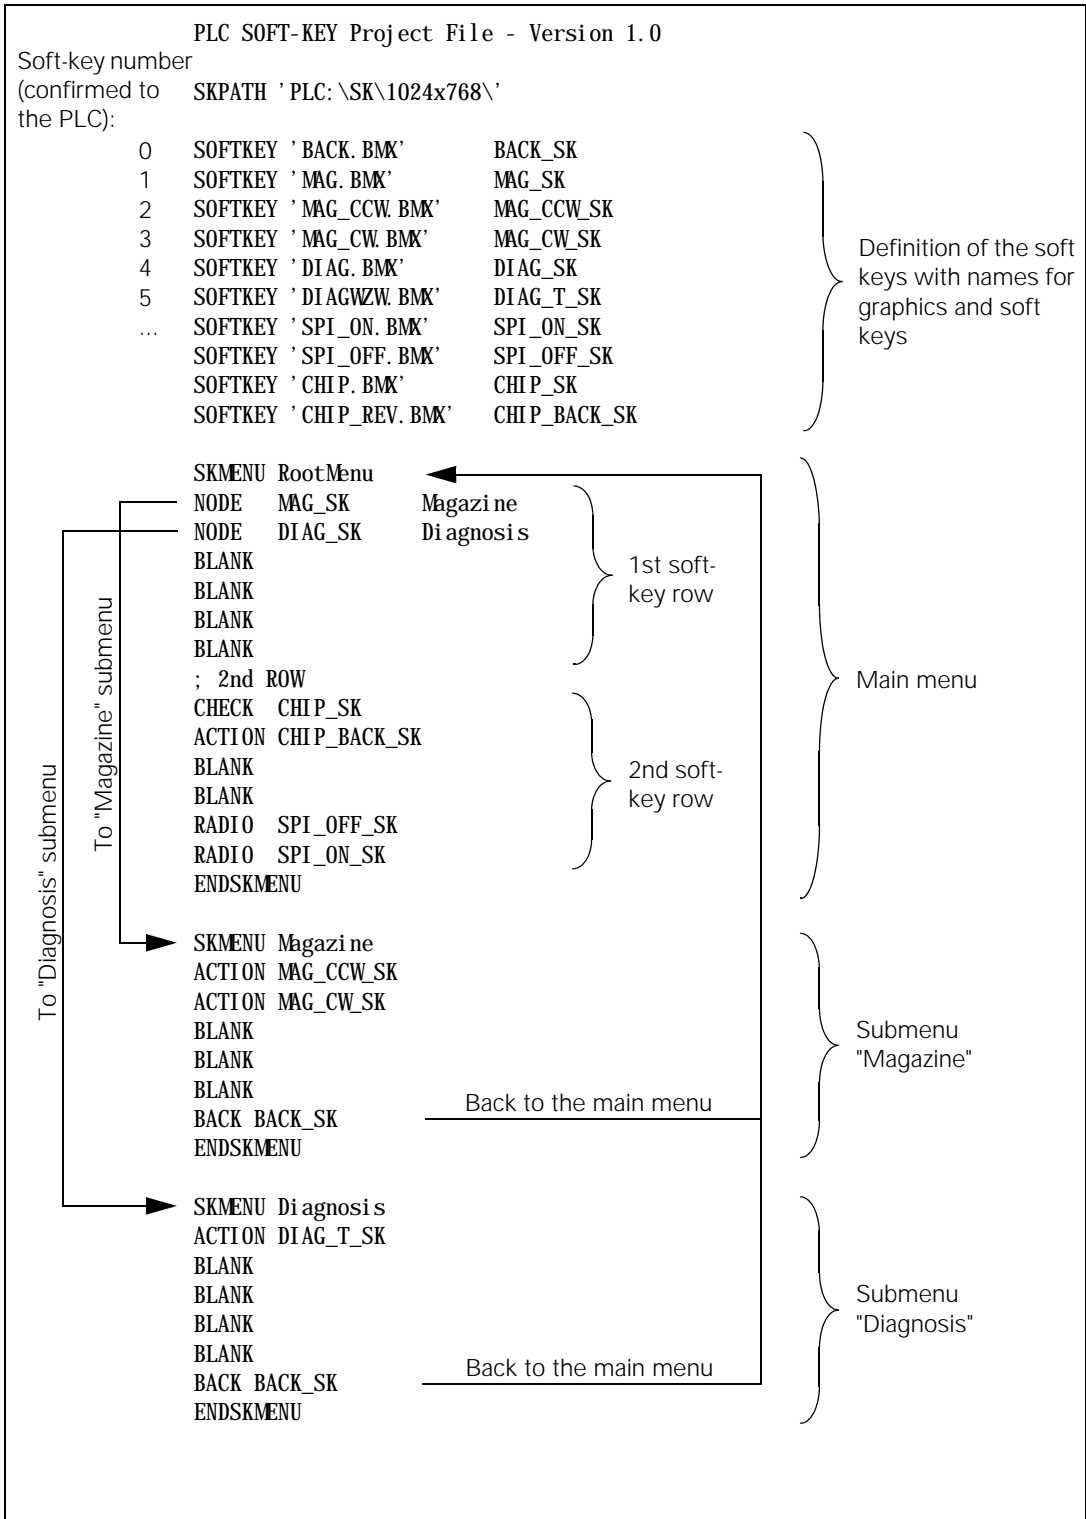 PLC SOFT-KEY Project File - Version 1.0
Soft-key number
(confirmed to
the PLC):
SKPATH 'PLC:\SK\1024x768\'
0 SOFTKEY 'BACK.BMX' BACK_SK
1 SOFTKEY 'MAG.BMX' MAG_SK
2 SOFTKEY 'MAG_CCW.BMX' MAG_CCW_SK
3 SOFTKEY 'MAG_CW.BMX' MAG_CW_SK
4 SOFTKEY 'DIAG.BMX' DIAG_SK
5 SOFTKEY 'DIAGWZW.BMX' DIAG_T_SK
... SOFTKEY 'SPI_ON.BMX' SPI_ON_SK
SOFTKEY 'SPI_OFF.BMX' SPI_OFF_SK
SOFTKEY 'CHIP.BMX' CHIP_SK
SOFTKEY 'CHIP_REV.BMX' CHIP_BACK_SK
Definition of the soft
keys with names for
graphics and soft
keys
SKMENU RootMenu
NODE MAG_SK Magazine
NODE DIAG_SK Diagnosis
BLANK
BLANK
BLANK
BLANK
1st soft-
key row
; 2nd ROW
CHECK CHIP_SK
ACTION CHIP_BACK_SK
BLANK
BLANK
RADIO SPI_OFF_SK
RADIO SPI_ON_SK
ENDSKMENU
2nd soft-
key row
Main menu
To "Magazine" submenu
To "Diagnosis" submenu
SKMENU Magazine
ACTION MAG_CCW_SK
ACTION MAG_CW_SK
BLANK
BLANK
BLANK
BACK BACK_SK
ENDSKMENU
Back to the main menu
Submenu
"Magazine"
SKMENU Diagnosis
ACTION DIAG_T_SK
BLANK
BLANK
BLANK
BLANK
BACK BACK_SK
ENDSKMENU
Back to the main menu
Submenu
"Diagnosis"